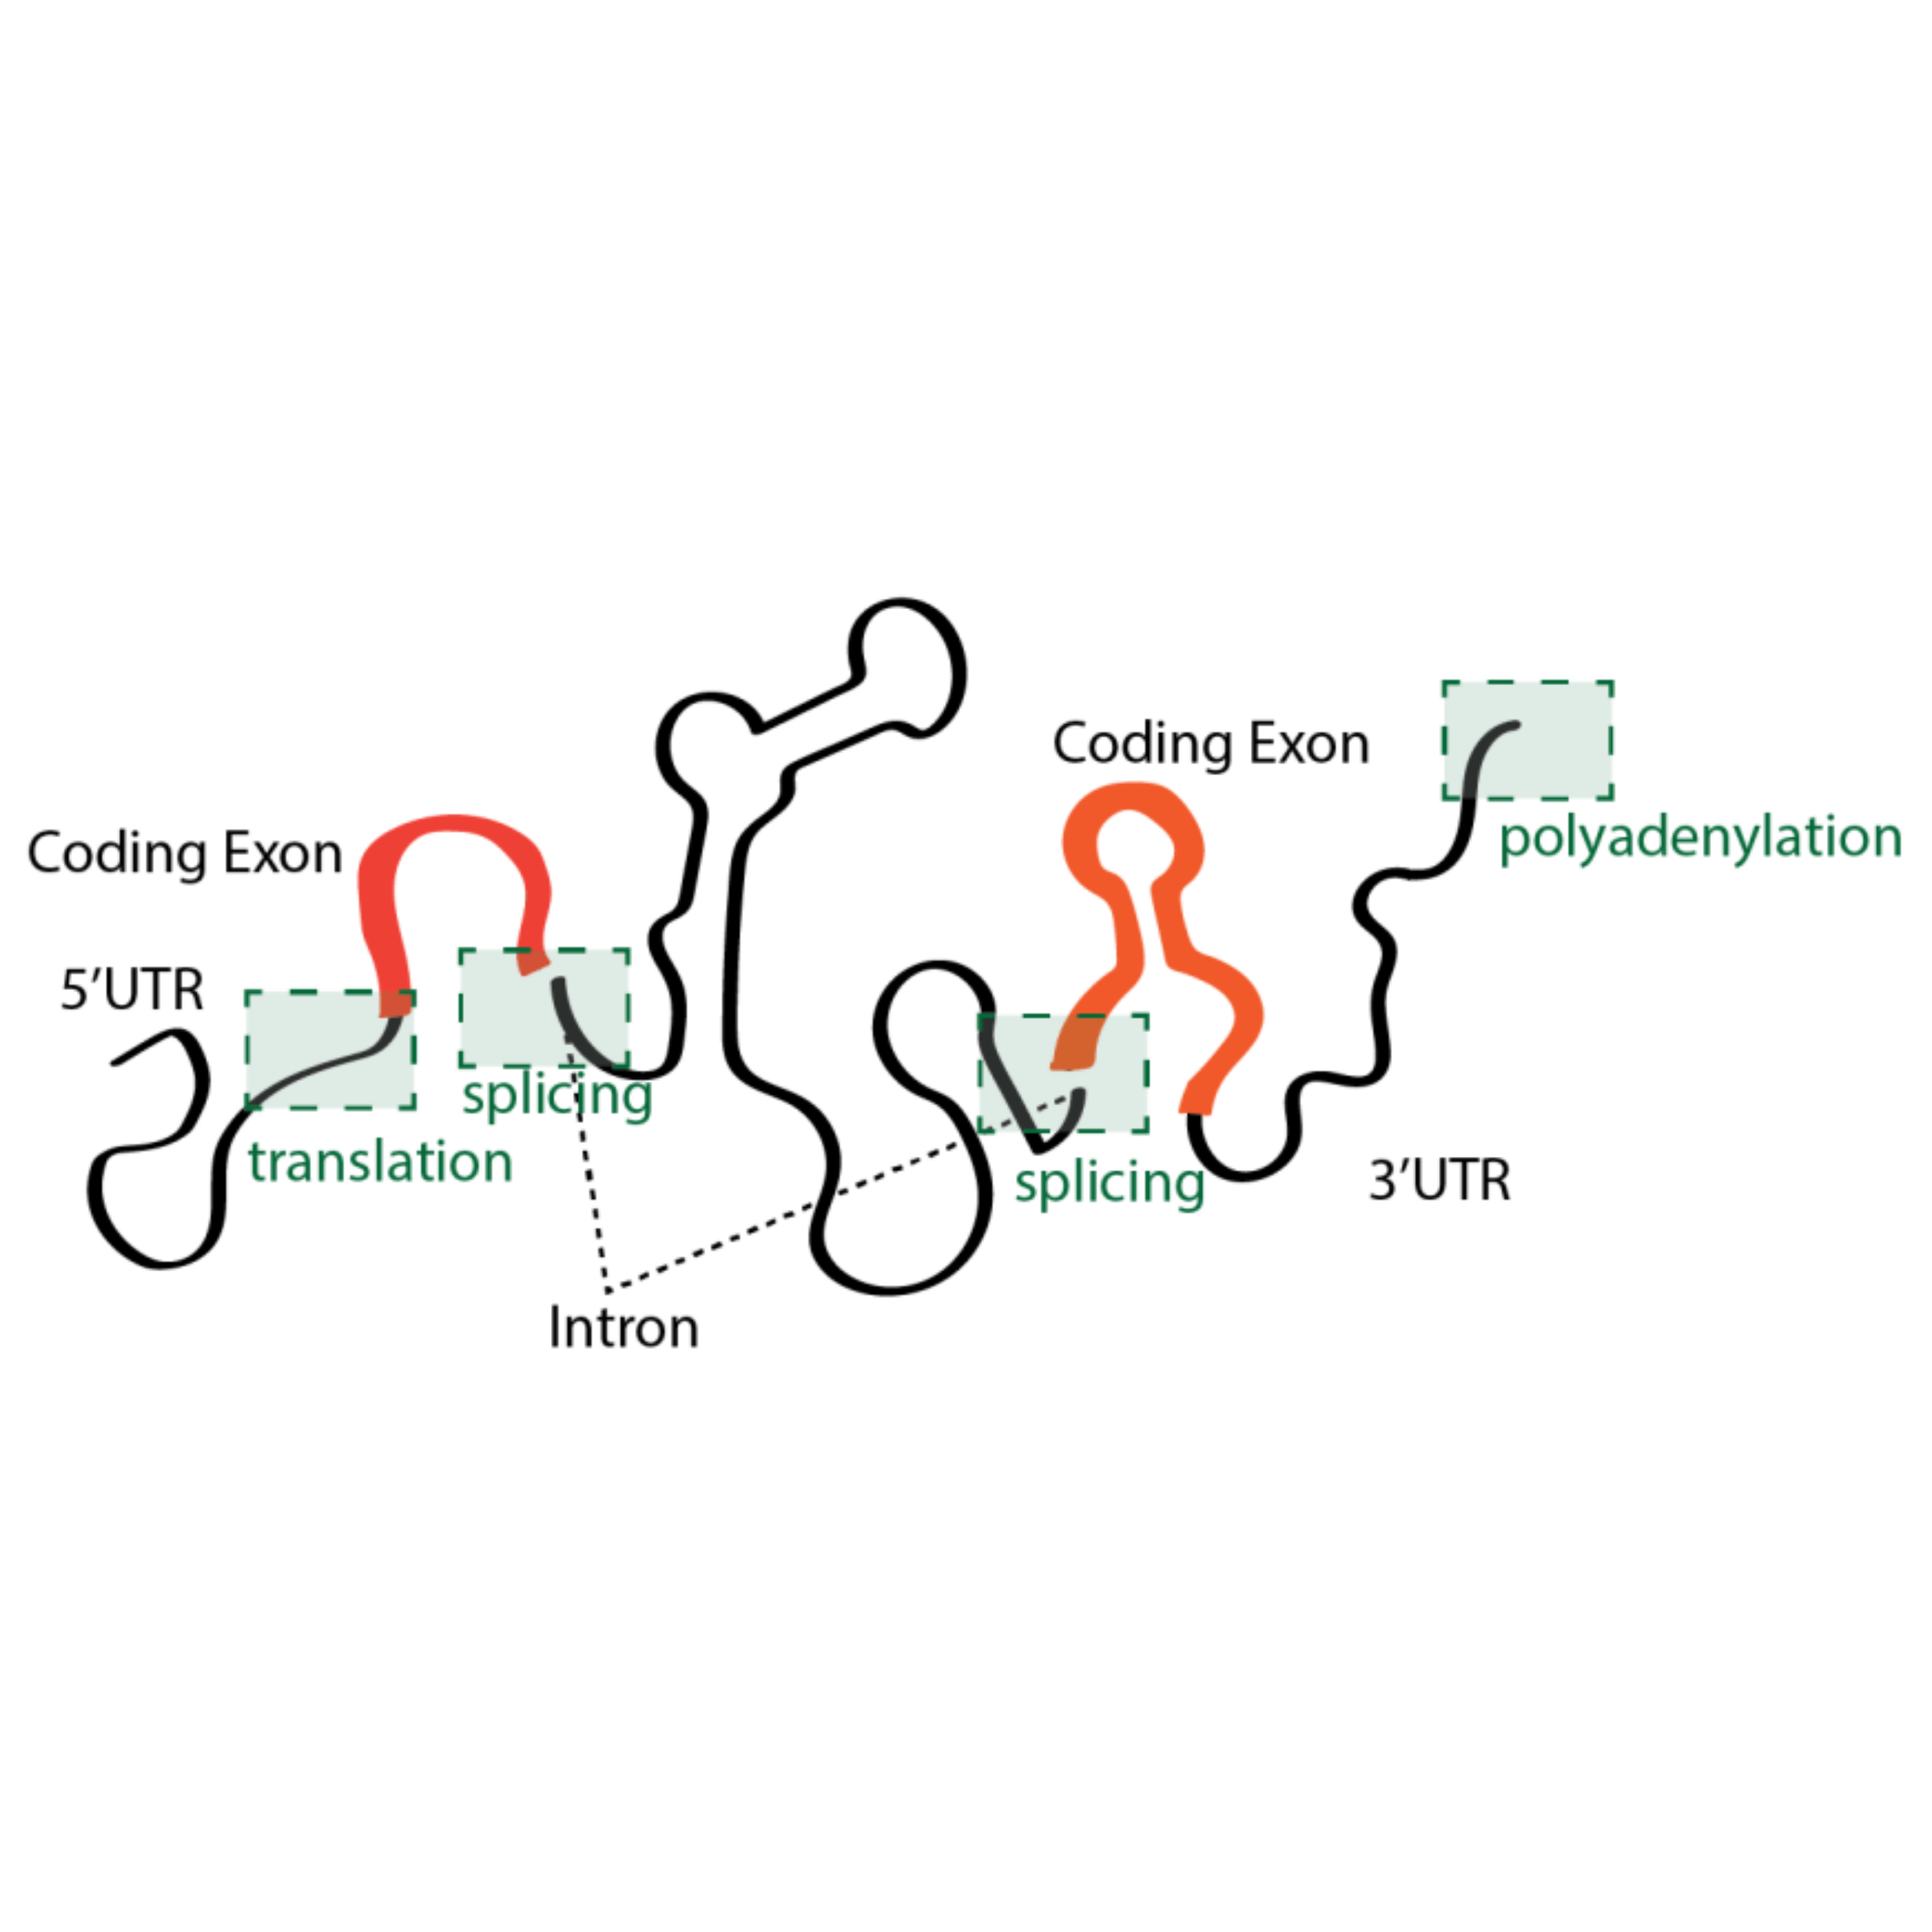 Coding Exon
polyadenylation
Coding Exon
5’UTR
splicing
translation
splicing
3’UTR
Intron